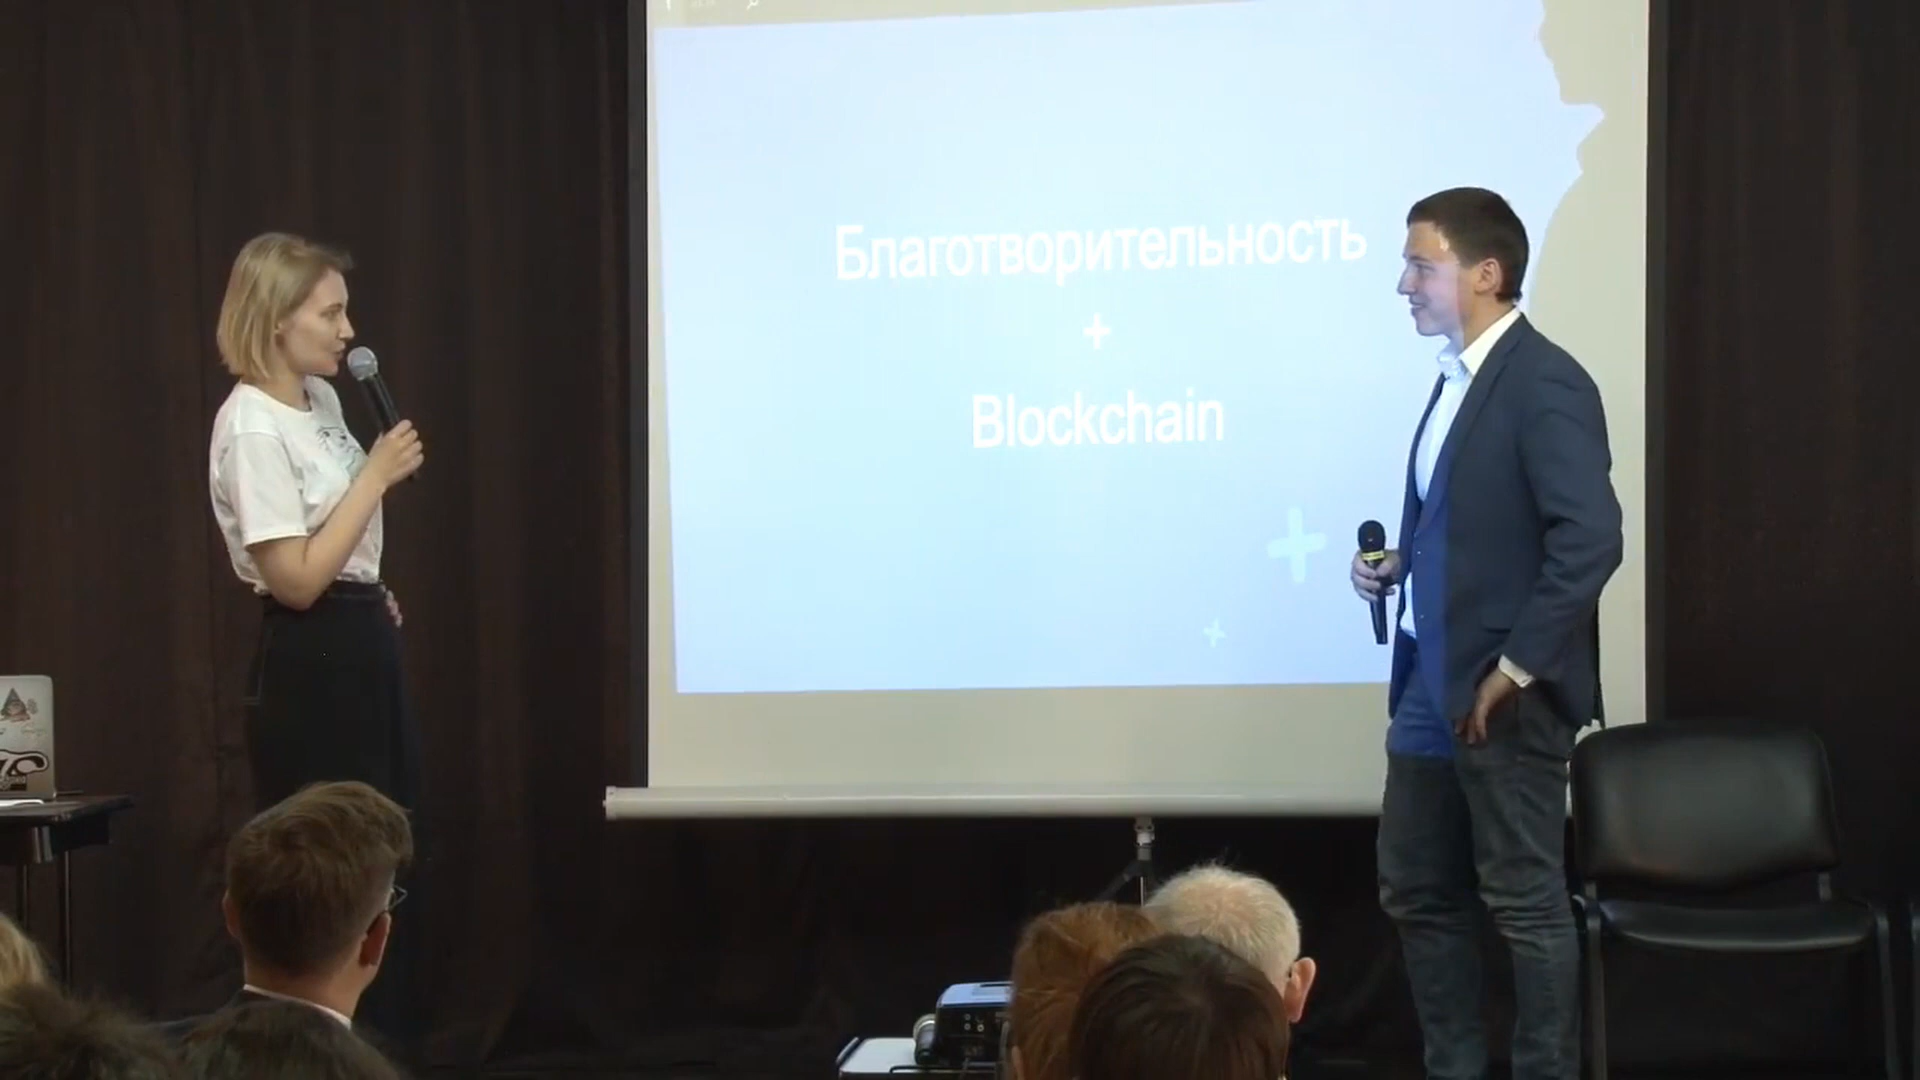 Благотворительность
+
Blockchain